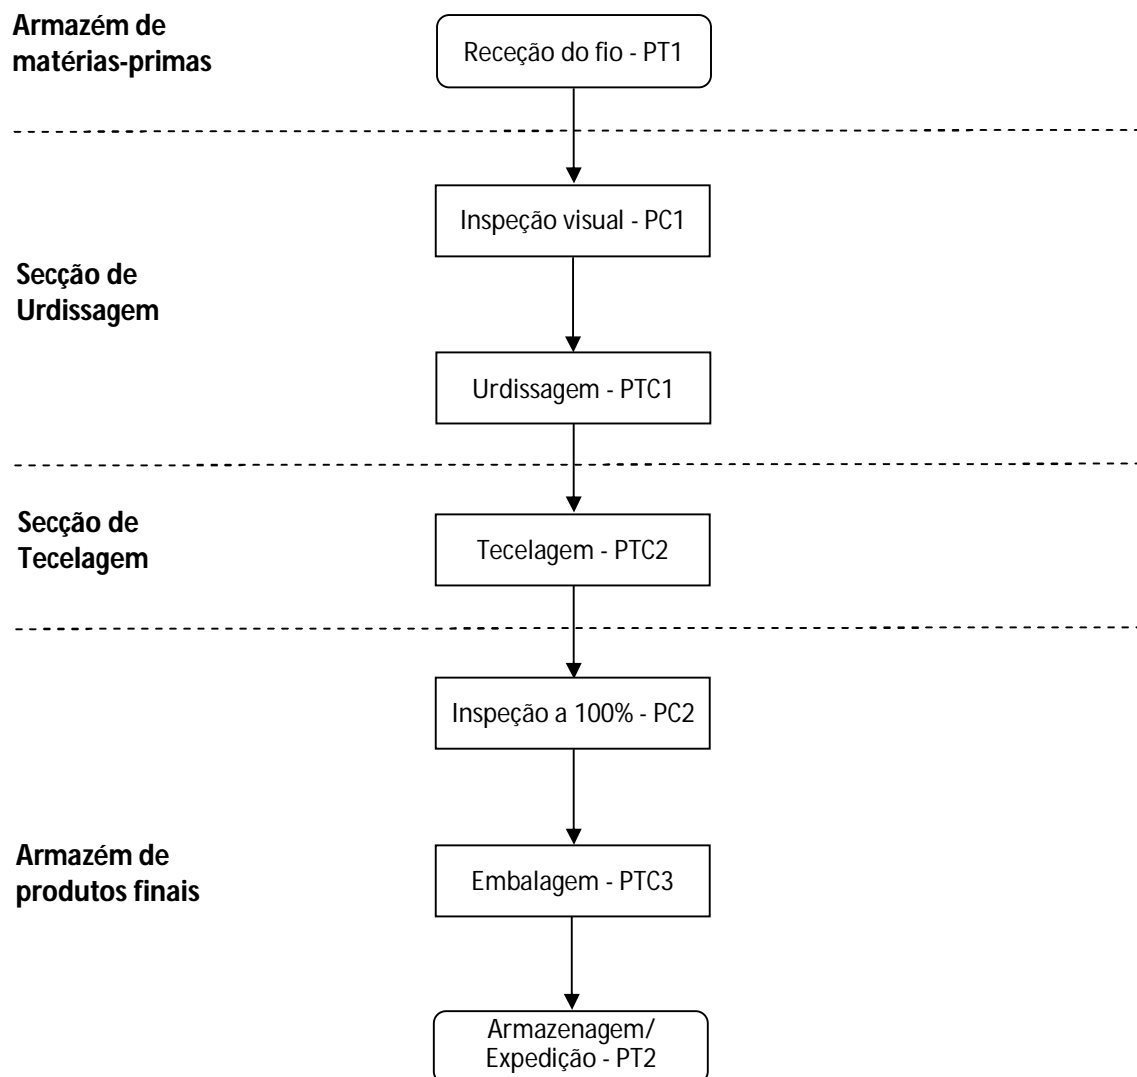 Armazém de
matérias-primas
Receção do fio - PT1
Inspeção visual - PC1
Secção de
Urdissagem
Urdissagem - PTC1
Secção de
Tecelagem
Tecelagem - PTC2
Inspeção a 100% - PC2
Armazém de
produtos finais
Embalagem - PTC3
Armazenagem/
Expedição - PT2